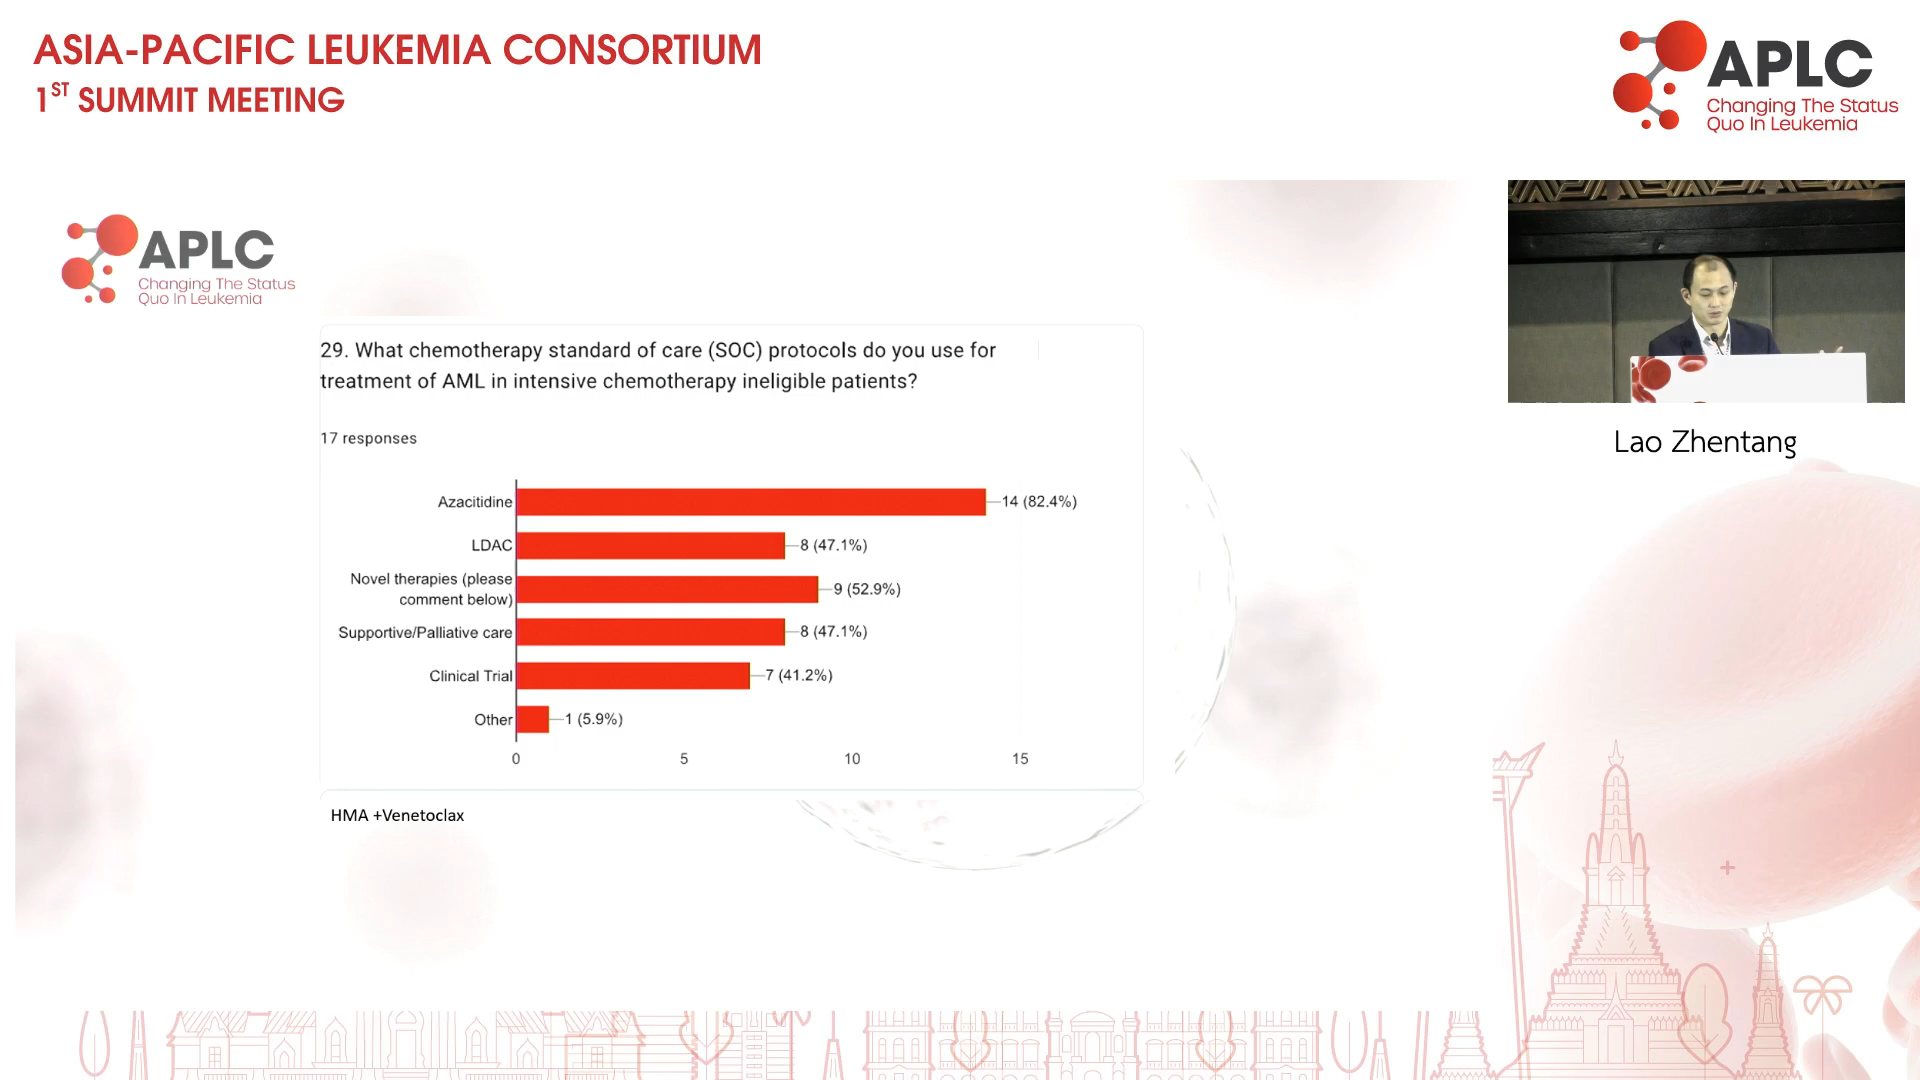 ASIA-PACIFIC LEUKEMIA CONSORTIUM
1ST SUMMIT MEETING
APLC
Changing The Status
Quo In Leukemia
APLC
Changing The Status
Quo In Leukemia
Lao Zhentang
29. What chemotherapy standard of care (SOC) protocols do you use for
treatment of AML in intensive chemotherapy ineligible patients?
17 responses
Azacitidine 14 (82.4%)
LDAC 8 (47.1%)
Novel therapies (please
comment below) 9 (52.9%)
Supportive/Palliative care 8 (47.1%)
Clinical Trial 7 (41.2%)
Other 1 (5.9%)
0 5 10 15
HMA +Venetoclax